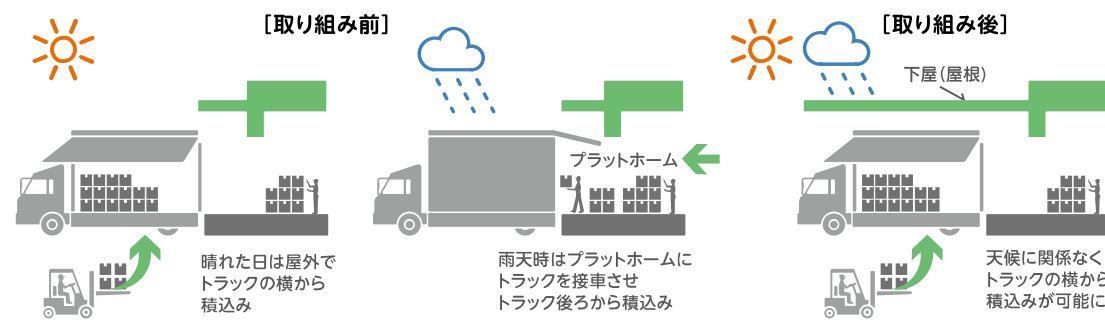 [取り組み前]
晴れた日は屋外で
トラックの横から
積込み
プラットホーム
雨天時はプラットホームに
トラックを接車させ
トラック後ろから積込み
[取り組み後]
下屋(屋根)
天候に関係なく
トラックの横から
積込みが可能に